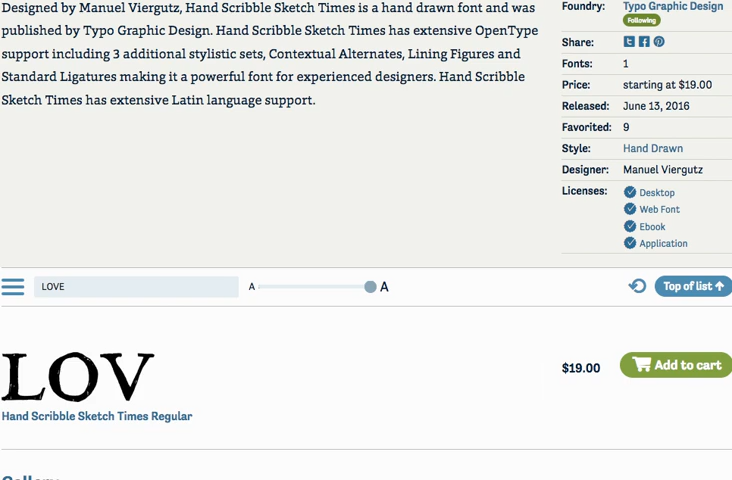 Designed by Manuel Viergutz, Hand Scribble Sketch Times is a hand drawn font and was
published by Typo Graphic Design. Hand Scribble Sketch Times has extensive OpenType
support including 3 additional stylistic sets, Contextual Alternates, Lining Figures and
Standard Ligatures making it a powerful font for experienced designers. Hand Scribble
Sketch Times has extensive Latin language support.
Foundry: Typo Graphic Design
Following
Share:
Fonts: 1
Price: starting at $19.00
Released: June 13, 2016
Favorited: 9
Style: Hand Drawn
Designer: Manuel Viergutz
Licenses: Desktop
Web Font
Ebook
Application
LOVE A A Top of list
LOV
$19.00 Add to cart
Hand Scribble Sketch Times Regular